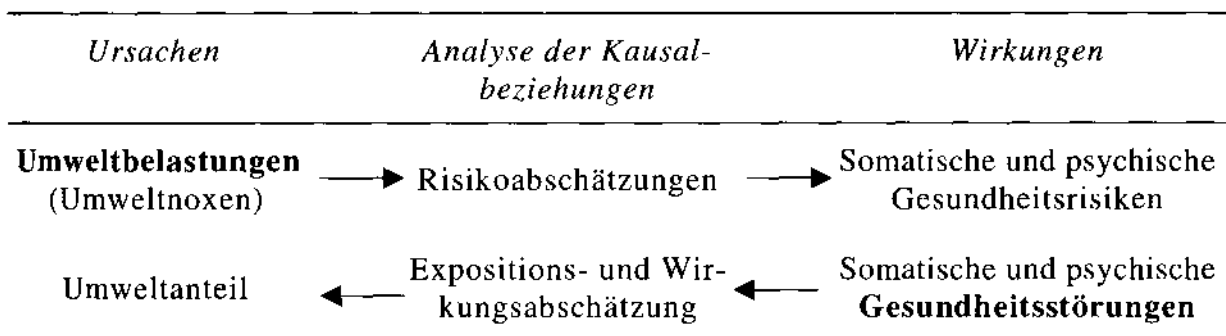 Ursachen
Analyse der Kausal-
beziehungen
Wirkungen
Umweltbelastungen
(Umweltnoxen)
Risikoabschätzungen
Somatische und psychische
Gesundheitsrisiken
Umweltanteil
Expositions- und Wir-
kungsabschätzung
Somatische und psychische
Gesundheitsstörungen